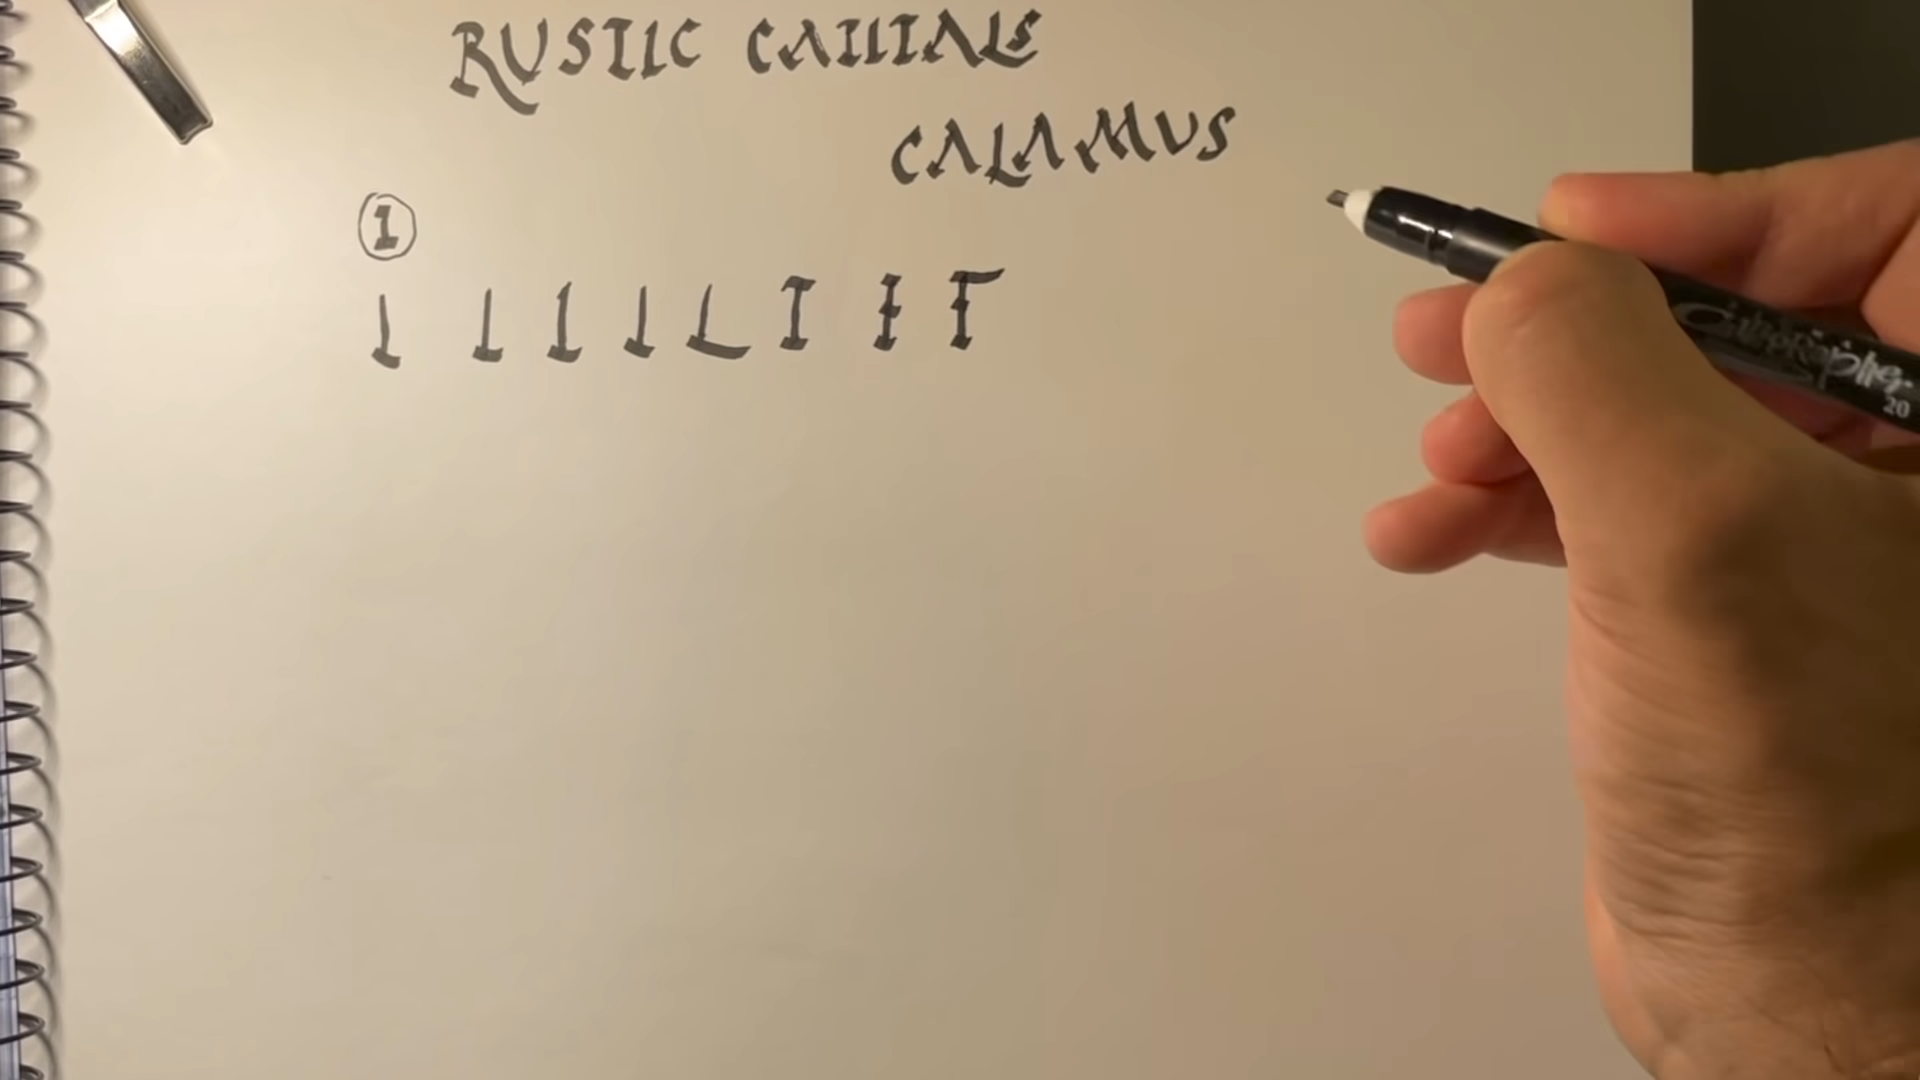 RUSTIC CAPITALS
CALAMUS
1
I I I I L I E F
Calligrapher
20